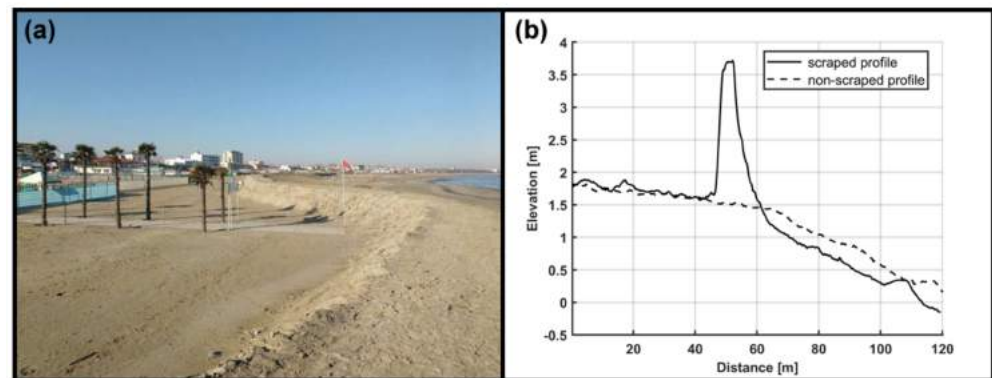 (a)
(b)
4
3.5
3
2.5
2
1.5
1
0.5
0
-0.5
Elevation [m]
scraped profile
non-scraped profile
20
40
60
80
100
120
Distance [m]